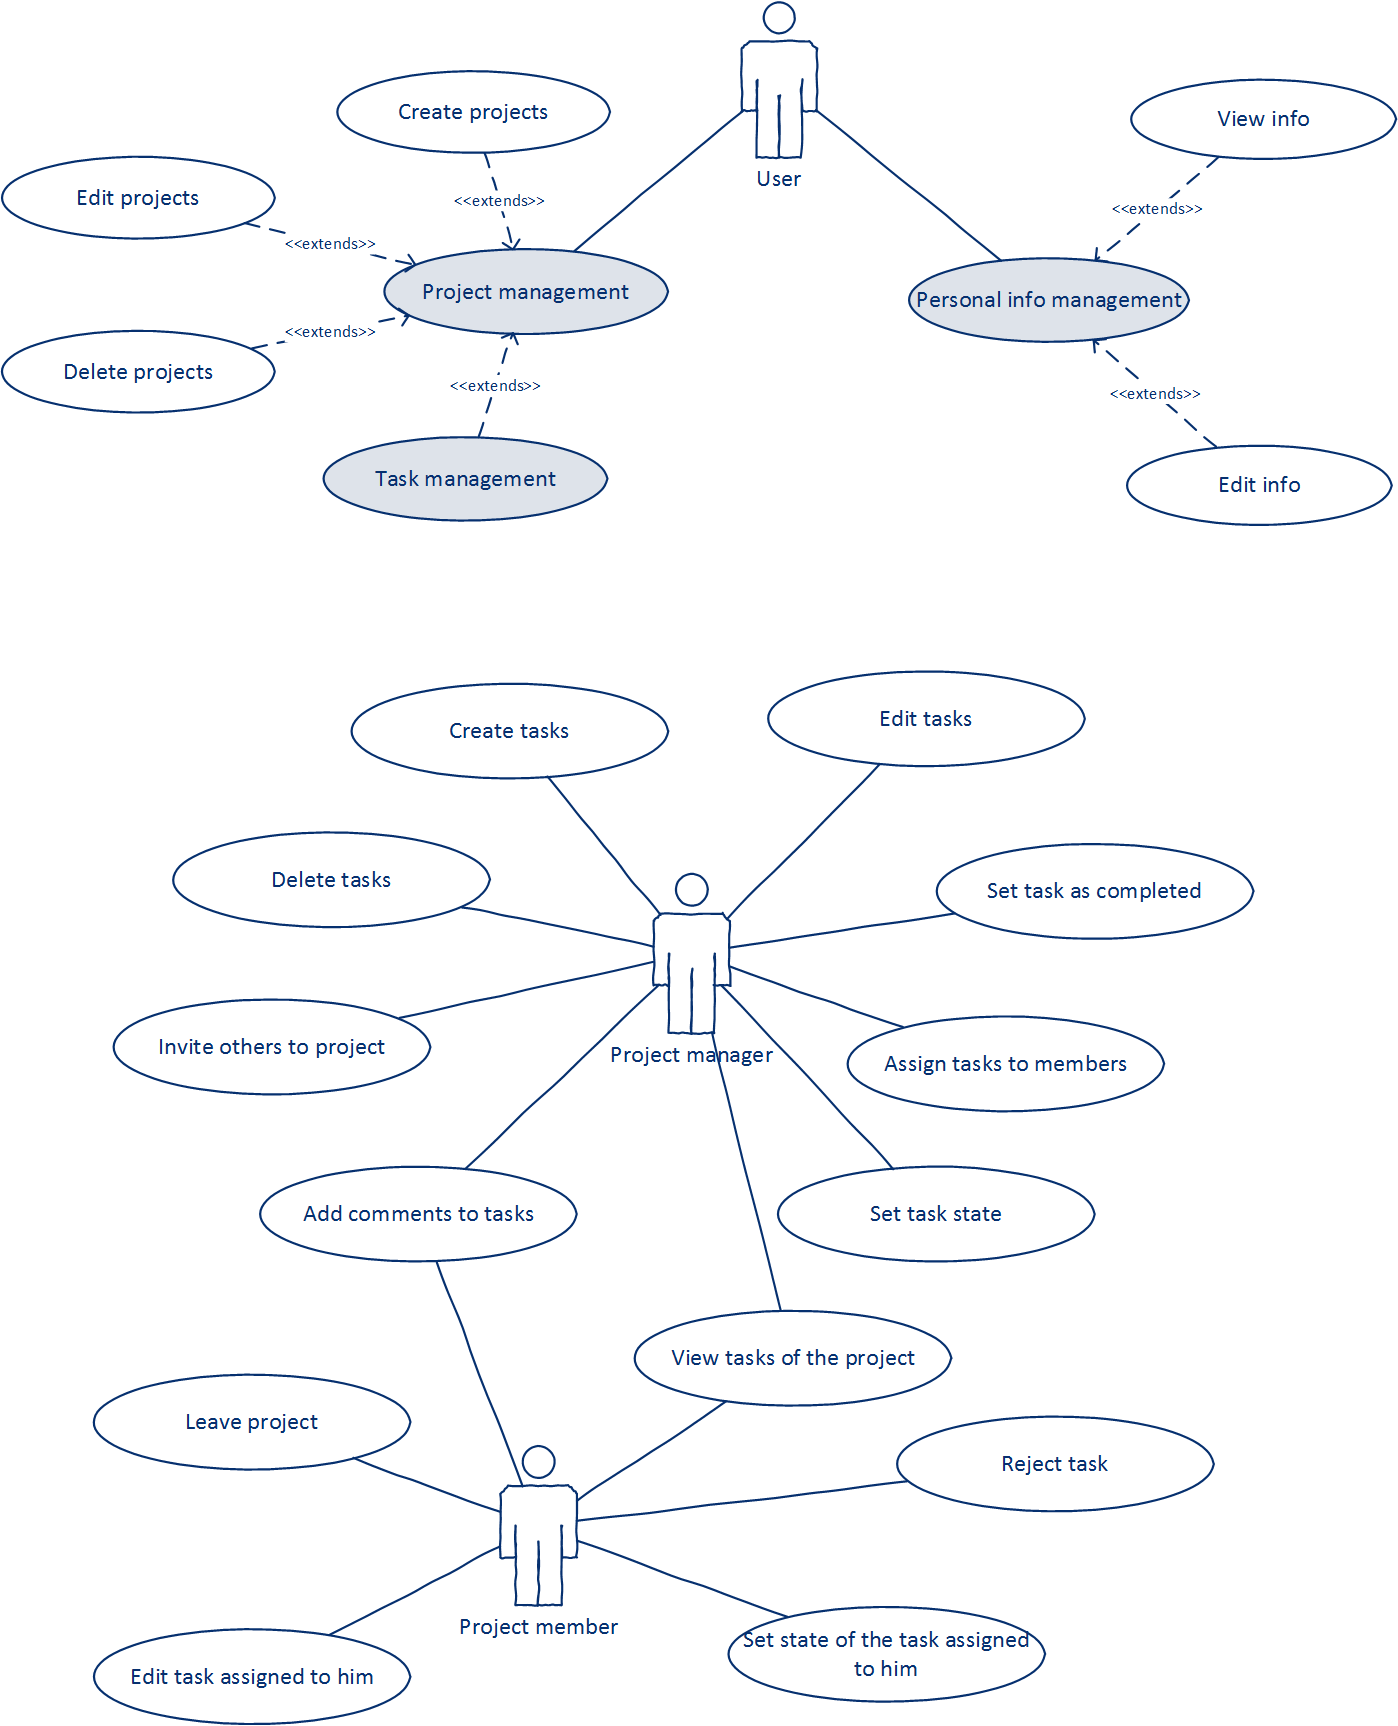 Create projects
View info
User
Edit projects
<<extends>>
<<extends>>
<<extends>>
Project management
Personal info management
<<extends>>
Delete projects
<<extends>>
<<extends>>
Task management
Edit info
Edit tasks
Create tasks
Delete tasks
Set task as completed
Invite others to project
Project manager
Assign tasks to members
Add comments to tasks
Set task state
View tasks of the project
Leave project
Reject task
Project member
Set state of the task assigned
to him
Edit task assigned to him